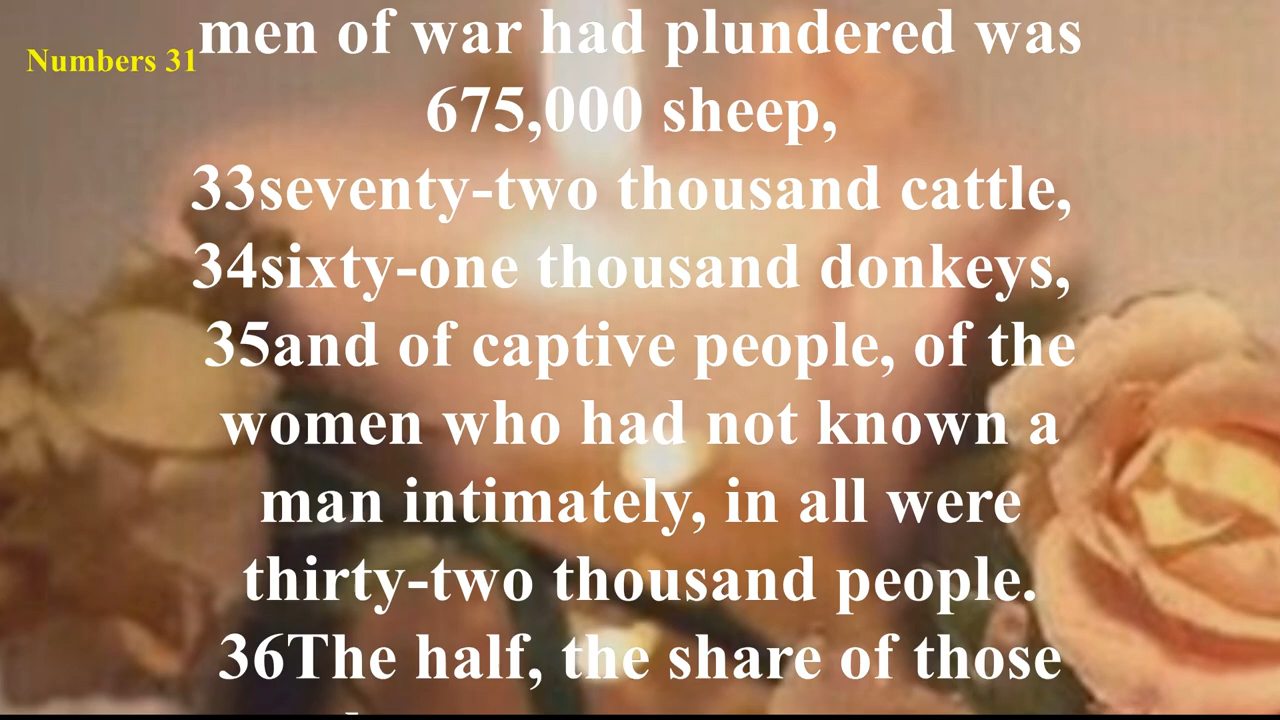 Numbers 31
men of war had plundered was
675,000 sheep,
33seventy-two thousand cattle,
34sixty-one thousand donkeys,
35and of captive people, of the
women who had not known a
man intimately, in all were
thirty-two thousand people.
36The half, the share of those